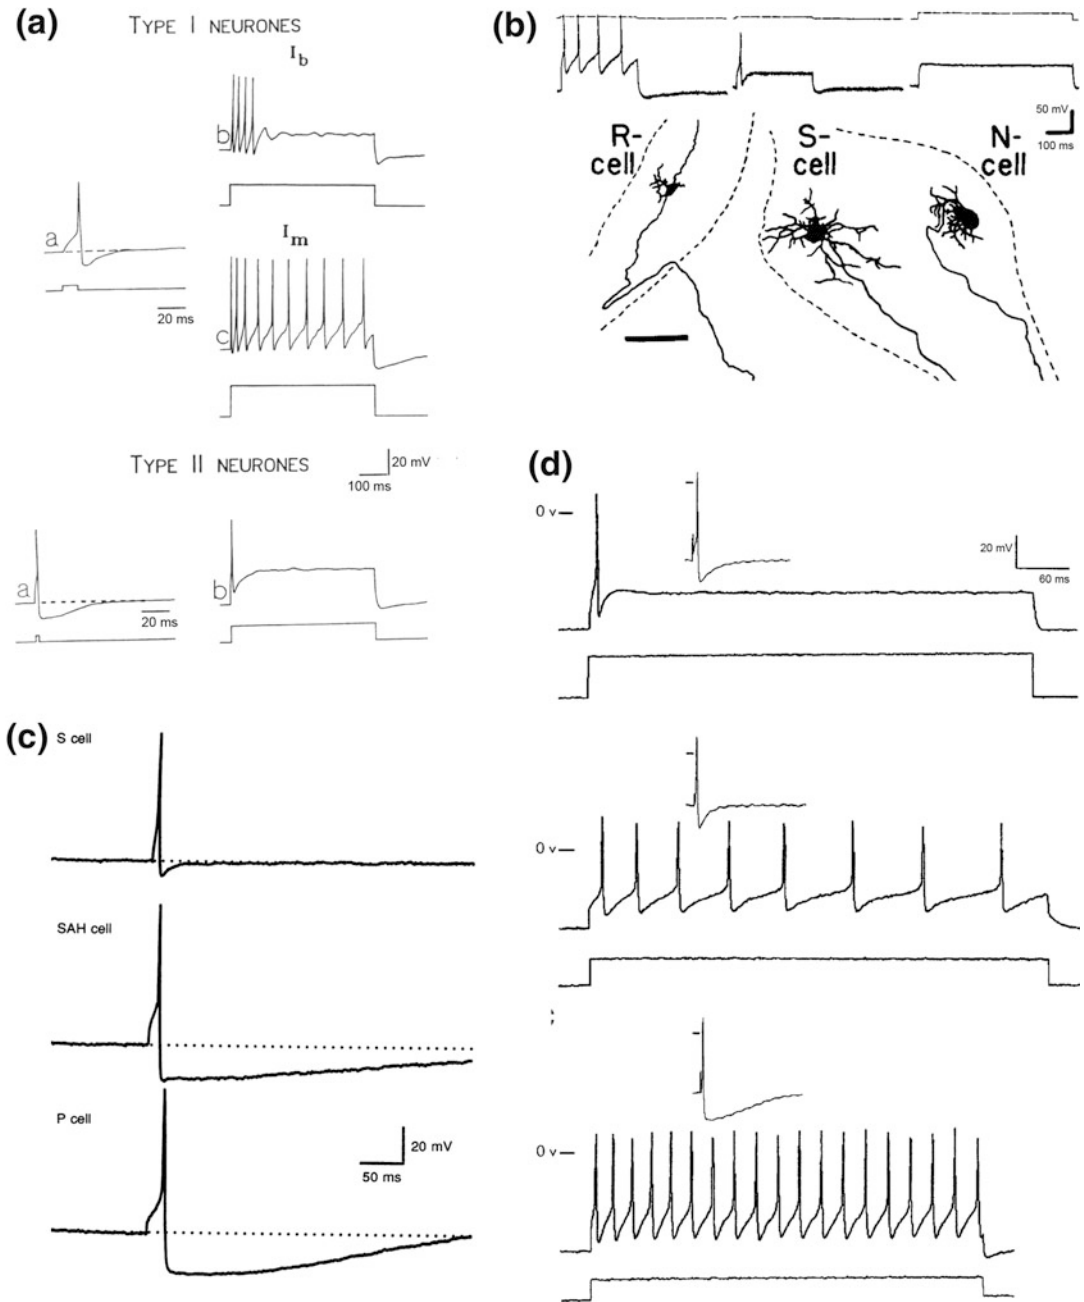 (a)
TYPE I NEURONES
Ib
b
a
20 ms
Im
c
TYPE II NEURONES
20 mV
100 ms
a
20 ms
b
(b)
50 mV
100 ms
R-
cell
S-
cell
N-
cell
(c)
S cell
SAH cell
P cell
20 mV
50 ms
(d)
0 v
20 mV
60 ms
0 v
0 v